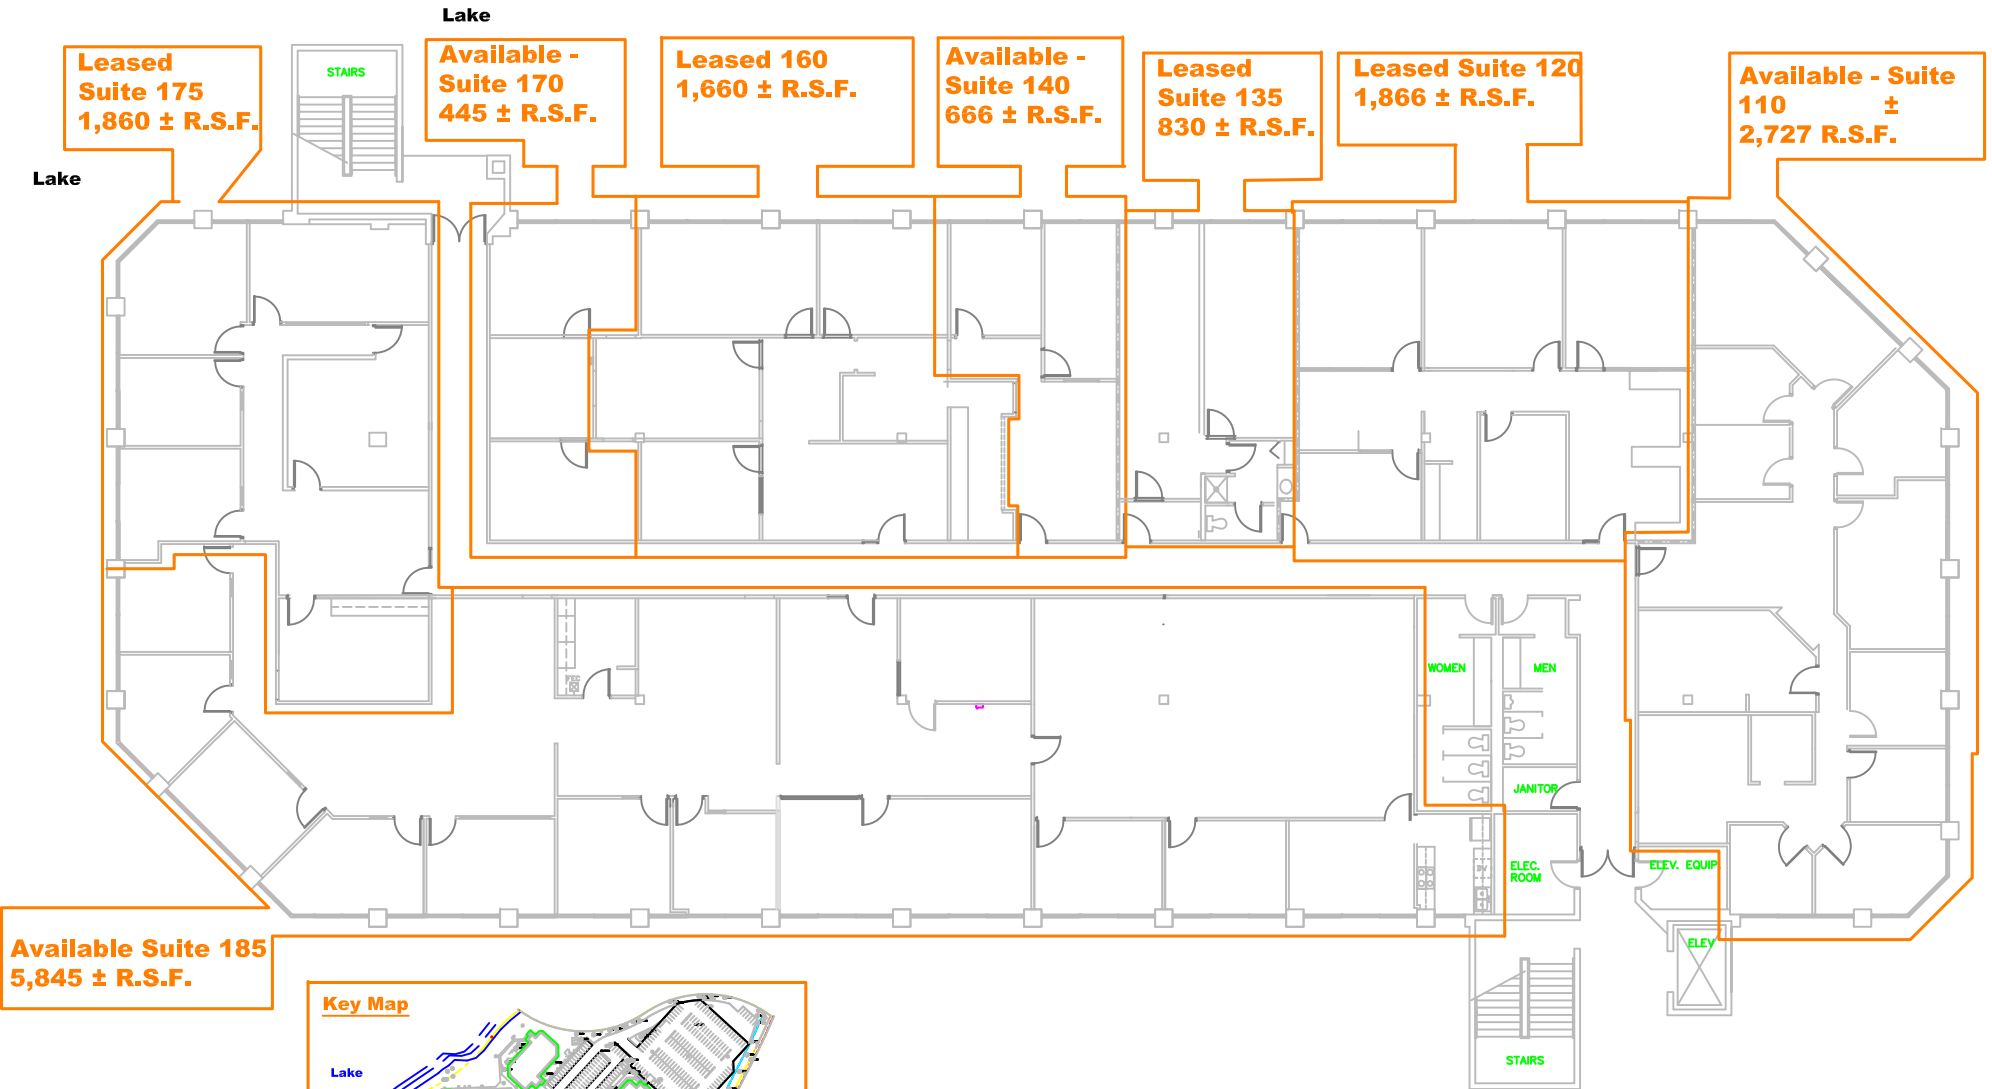 Lake
Leased
Suite 175
1,860 ± R.S.F.
STAIRS
Available -
Suite 170
445 ± R.S.F.
Leased 160
1,660 ± R.S.F.
Available -
Suite 140
666 ± R.S.F.
Leased
Suite 135
830 ± R.S.F.
Leased Suite 120
1,866 ± R.S.F.
Available - Suite
110 ±
2,727 R.S.F.
Lake
WOMEN
MEN
JANITOR
ELEC.
ROOM
ELEV. EQUIP
ELEV
STAIRS
Available Suite 185
5,845 ± R.S.F.
Key Map
Lake